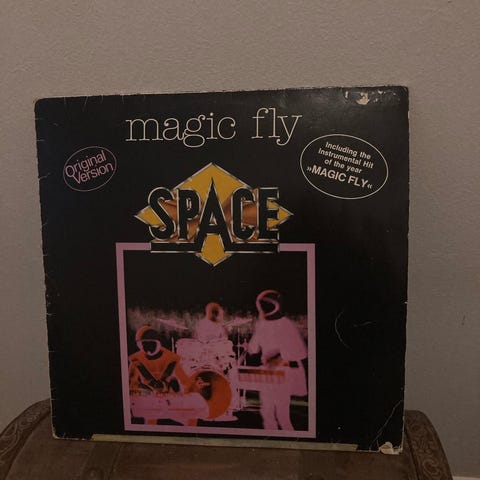 magic fly
Original
Version
Including the
Instrumental Hit
of the year
»MAGIC FLY«
SPACE